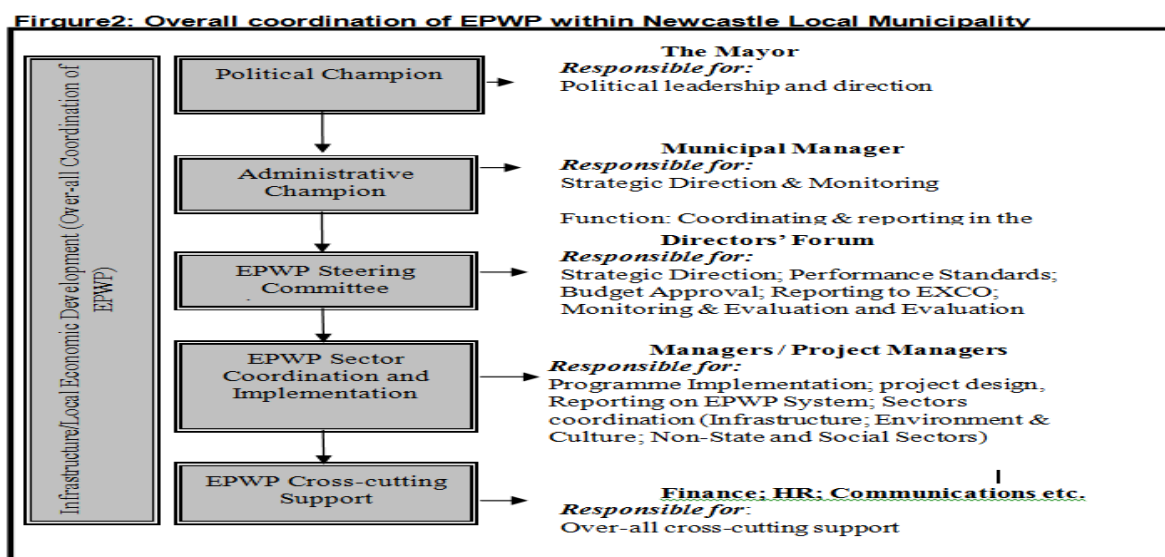 Firgure2: Overall coordination of EPWP within Newcastle Local Municipality
Infrastructure/Local Economic Development (Over-all Coordination of
EPWP)
Political Champion
The Mayor
Responsible for:
Political leadership and direction
Administrative
Champion
Municipal Manager
Responsible for:
Strategic Direction & Monitoring
Function: Coordinating & reporting in the
EPWP Steering
Committee
.
Directors' Forum
Responsible for:
Strategic Direction; Performance Standards;
Budget Approval; Reporting to EXCO;
Monitoring & Evaluation and Evaluation
EPWP Sector
Coordination and
Implementation
Managers / Project Managers
Responsible for:
Programme Implementation; project design,
Reporting on EPWP System; Sectors
coordination (Infrastructure; Environment &
Culture; Non-State and Social Sectors)
EPWP Cross-cutting
Support
Finance; HR; Communications etc.
Responsible for:
Over-all cross-cutting support